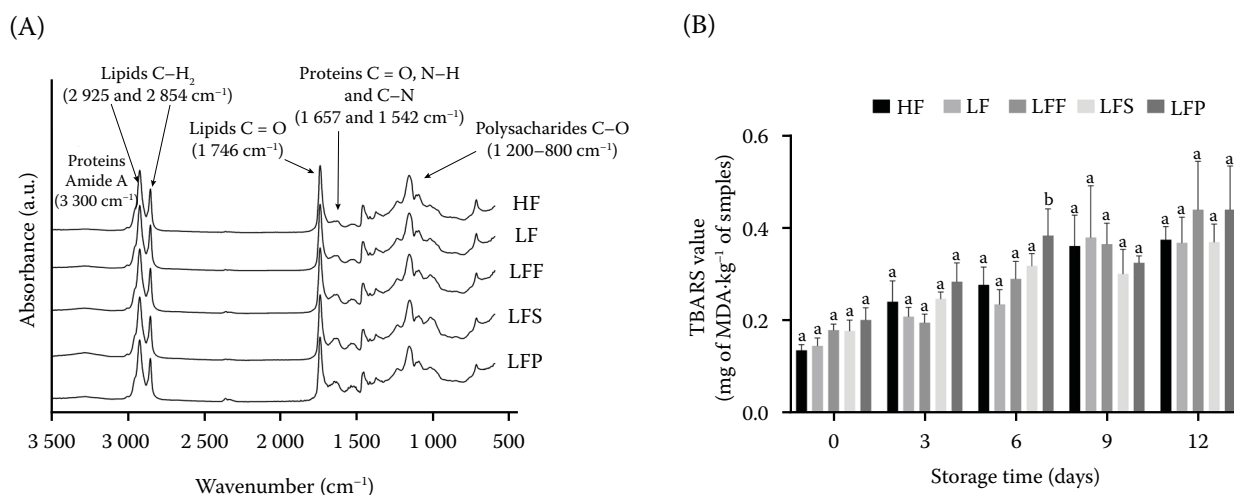 (A)
Lipids C–H₂
(2 925 and 2 854 cm⁻¹)
Proteins C = O, N–H
and C–N
(1 657 and 1 542 cm⁻¹)
Lipids C = O
(1 746 cm⁻¹)
Polysacharides C–O
(1 200–800 cm⁻¹)
Proteins
Amide A
(3 300 cm⁻¹)
HF
LF
LFF
LFS
LFP
Absorbance (a.u.)
3 500 3 000 2 500 2 000 1 500 1 000 500
Wavenumber (cm⁻¹)
(B)
HF LF LFF LFS LFP
TBARS value
(mg of MDA·kg⁻¹ of smples)
0.6
0.4
0.2
0.0
a a a a a
a a a a a
a a a a b
a a a a a
a a a a a
0 3 6 9 12
Storage time (days)